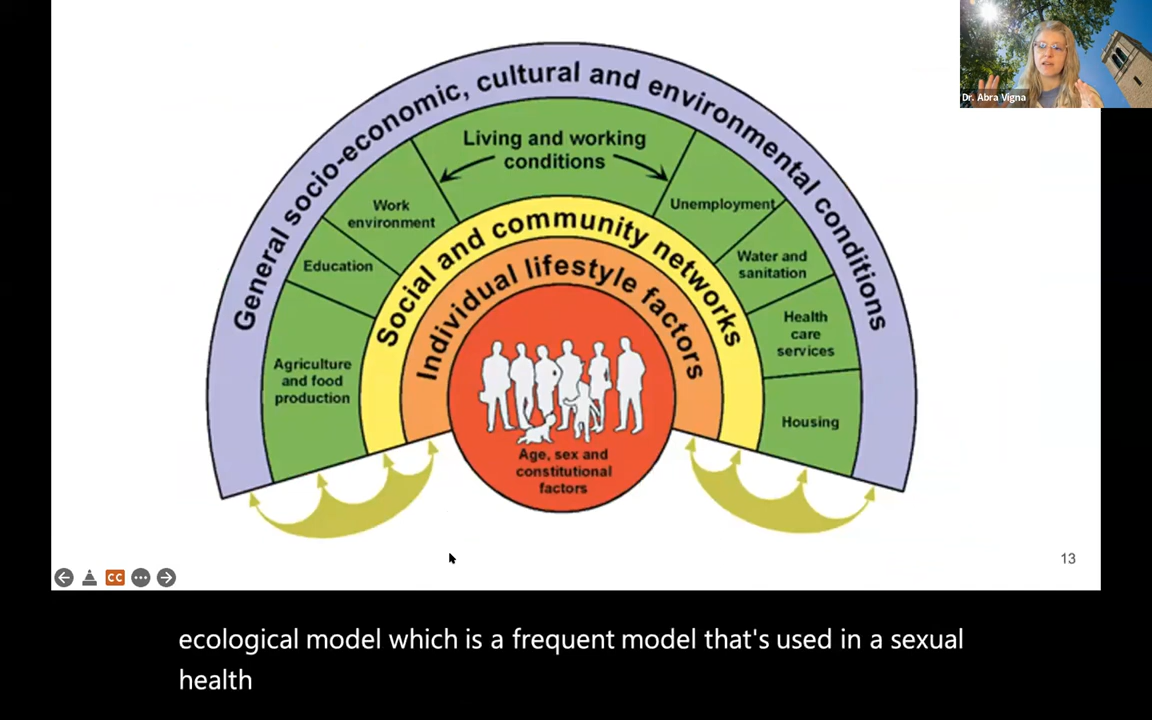 Dr. Abra Vigna
General socio-economic, cultural and environmental conditions
Living and working
conditions
Work
environment
Unemployment
Education
Water and
sanitation
Agriculture
and food
production
Health
care
services
Housing
Social and community networks
Individual lifestyle factors
Age, sex and
constitutional
factors
13
CC
ecological model which is a frequent model that's used in a sexual
health